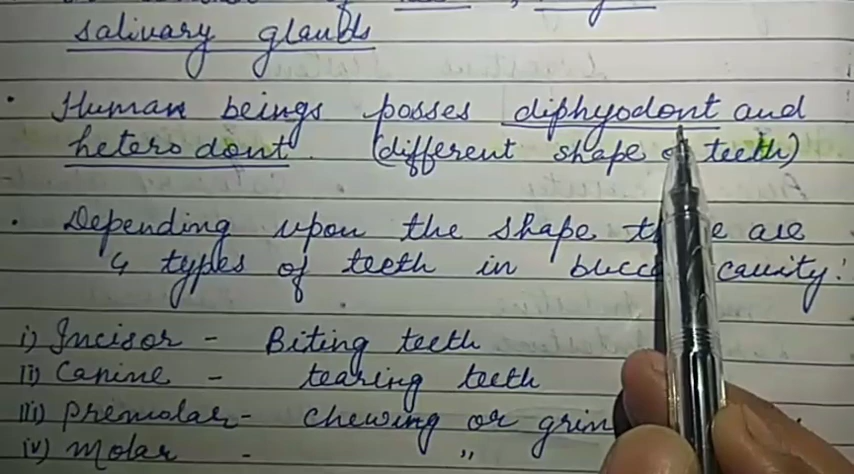 salivary glands
• Human beings posses diphyodont and
heterodont. (different shape teeth)
• Depending upon the shape are
4 types of teeth in cavity:
i) Incisor - Biting teeth
ii) Canine - tearing teeth
iii) Premolar - chewing or
iv) Molar - "